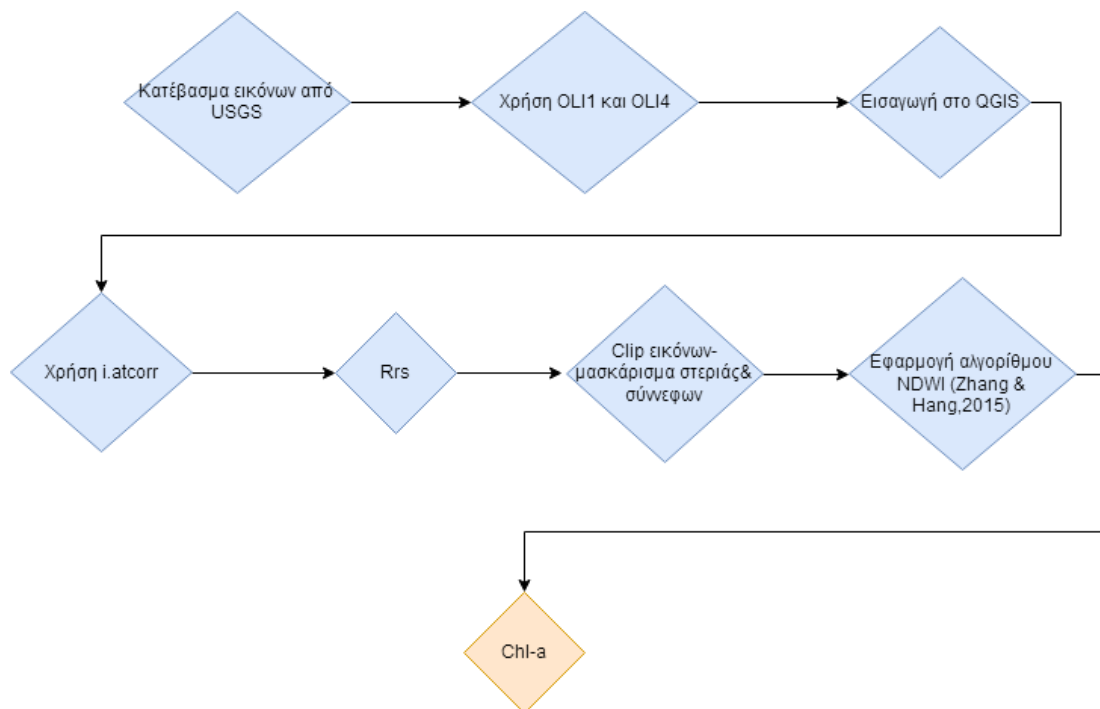 Κατέβασμα εικόνων από
USGS
Χρήση OLI1 και OLI4
Εισαγωγή στο QGIS
Χρήση i.atcorr
Rrs
Clip εικόνων-
μασκάρισμα στεριάς&
σύννεφων
Εφαρμογή αλγορίθμου
NDWI (Zhang &
Hang,2015)
Chl-a